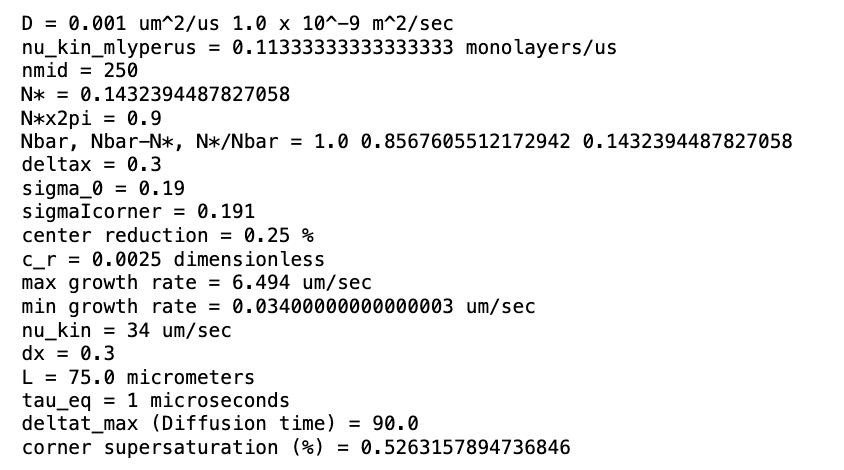 D = 0.001 um^2/us 1.0 x 10^-9 m^2/sec
nu_kin_mlyperus = 0.11333333333333333 monolayers/us
nmid = 250
N* = 0.1432394487827058
N*x2pi = 0.9
Nbar, Nbar-N*, N*/Nbar = 1.0 0.8567605512172942 0.1432394487827058
deltax = 0.3
sigma_0 = 0.19
sigmaIcorner = 0.191
center reduction = 0.25 %
c_r = 0.0025 dimensionless
max growth rate = 6.494 um/sec
min growth rate = 0.03400000000000003 um/sec
nu_kin = 34 um/sec
dx = 0.3
L = 75.0 micrometers
tau_eq = 1 microseconds
deltat_max (Diffusion time) = 90.0
corner supersaturation (%) = 0.5263157894736846